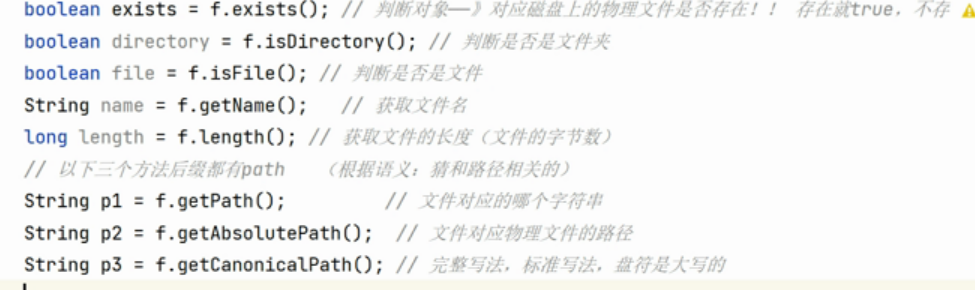 boolean exists = f.exists(); // 判断对象——》对应磁盘上的物理文件是否存在！！ 存在就true，不存
boolean directory = f.isDirectory(); // 判断是否是文件夹
boolean file = f.isFile(); // 判断是否是文件
String name = f.getName();   // 获取文件名
long length = f.length(); // 获取文件的长度（文件的字节数）
// 以下三个方法后缀都有path   （根据语义：猜和路径相关的）
String p1 = f.getPath();         // 文件对应的哪个字符串
String p2 = f.getAbsolutePath();  // 文件对应物理文件的路径
String p3 = f.getCanonicalPath(); // 完整写法，标准写法，盘符是大写的